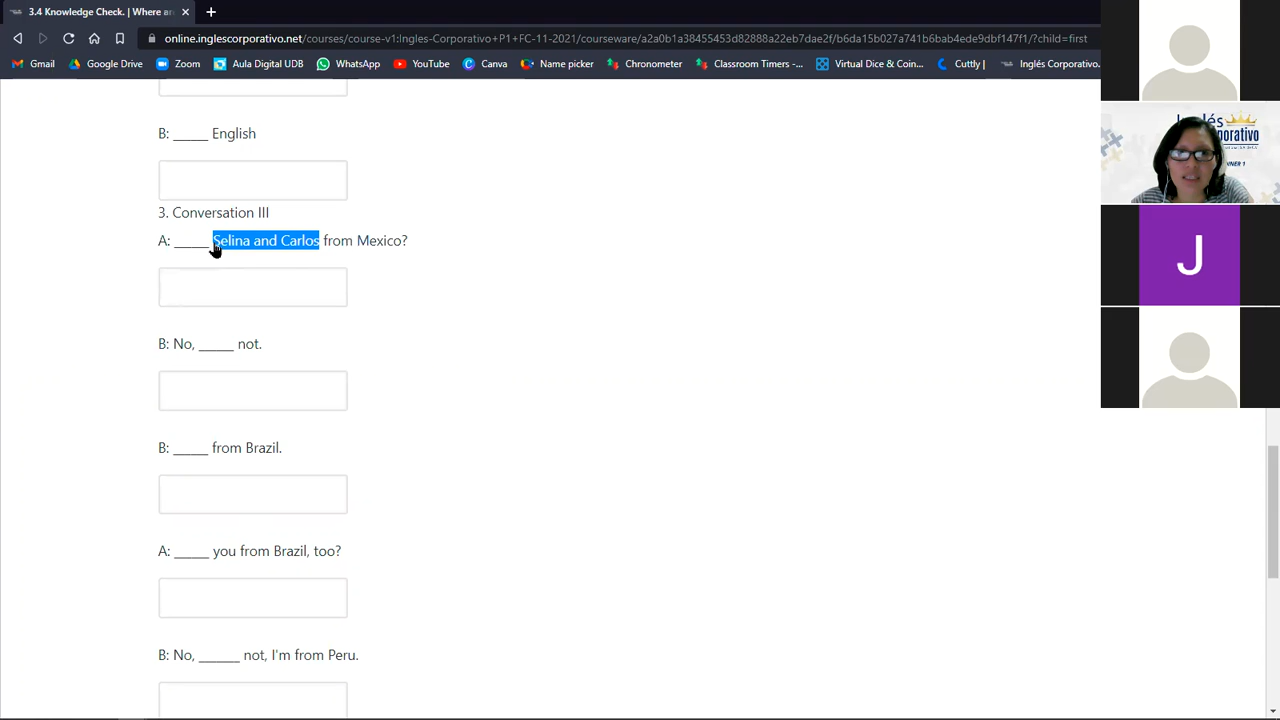 3.4 Knowledge Check. | Where ar
online.inglescorporativo.net/courses/course-v1:Ingles-Corporativo+P1+FC-11-2021/courseware/a2a0b1a38455453d8288b8a22eb7dae2f/b6da15b027a741b6bab4ede9dbf147f1/?child=first
Gmail Google Drive Zoom Aula Digital UDB WhatsApp YouTube Canva Name picker Chronometer Classroom Timers -... Virtual Dice & Coin... Cuttly | Inglés Corporativo.
B: _____ English
3. Conversation III
A: _____ Selina and Carlos from Mexico?
B: No, _____ not.
B: _____ from Brazil.
A: _____ you from Brazil, too?
B: No, ______ not, I'm from Peru.
Inglés
porativo
NNER 1
J